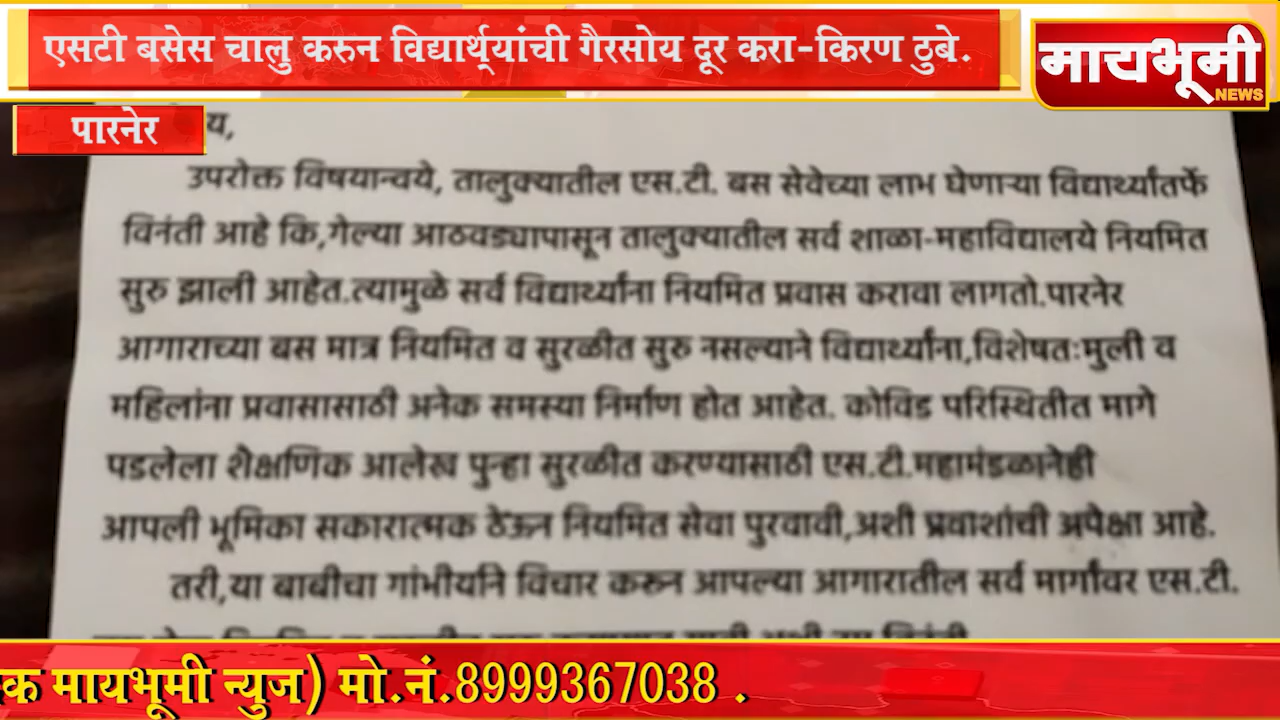 एसटी बसेस चालु करुन विद्यार्थ्यांची गैरसोय दूर करा-किरण ठुबे.
मायभूमी
NEWS
पारनेर
य,
उपरोक्त विषयान्वये, तालुक्यातील एस.टी. बस सेवेच्या लाभ घेणाऱ्या विद्यार्थ्यांतर्फे
विनंती आहे कि,गेल्या आठवड्यापासून तालुक्यातील सर्व शाळा-महाविद्यालये नियमित
सुरु झाली आहेत.त्यामुळे सर्व विद्यार्थ्यांना नियमित प्रवास करावा लागतो.पारनेर
आगाराच्या बस मात्र नियमित व सुरळीत सुरु नसल्याने विद्यार्थ्यांना,विशेषतः मुली व
महिलांना प्रवासासाठी अनेक समस्या निर्माण होत आहेत. कोविड परिस्थितीत मागे
पडलेला शैक्षणिक आलेख पुन्हा सुरळीत करण्यासाठी एस.टी.महामंडळानेही
आपली भूमिका सकारात्मक ठेऊन नियमित सेवा पुरवावी,अशी प्रवाशांची अपेक्षा आहे.
तरी,या बाबीचा गांभीर्याने विचार करून आपल्या आगारातील सर्व मार्गांवर एस.टी.
क मायभूमी न्युज) मो.नं.8999367038 .